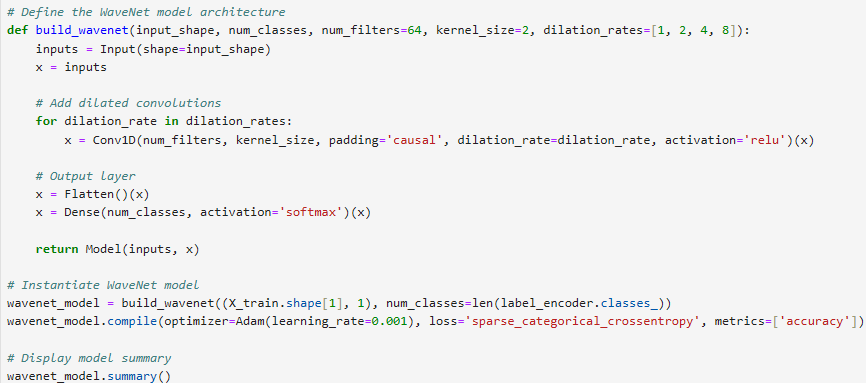 # Define the WaveNet model architecture
def build_wavenet(input_shape, num_classes, num_filters=64, kernel_size=2, dilation_rates=[1, 2, 4, 8]):
    inputs = Input(shape=input_shape)
    x = inputs

    # Add dilated convolutions
    for dilation_rate in dilation_rates:
        x = Conv1D(num_filters, kernel_size, padding='causal', dilation_rate=dilation_rate, activation='relu')(x)

    # Output layer
    x = Flatten()(x)
    x = Dense(num_classes, activation='softmax')(x)

    return Model(inputs, x)

# Instantiate WaveNet model
wavenet_model = build_wavenet((X_train.shape[1], 1), num_classes=len(label_encoder.classes_))
wavenet_model.compile(optimizer=Adam(learning_rate=0.001), loss='sparse_categorical_crossentropy', metrics=['accuracy'])

# Display model summary
wavenet_model.summary()